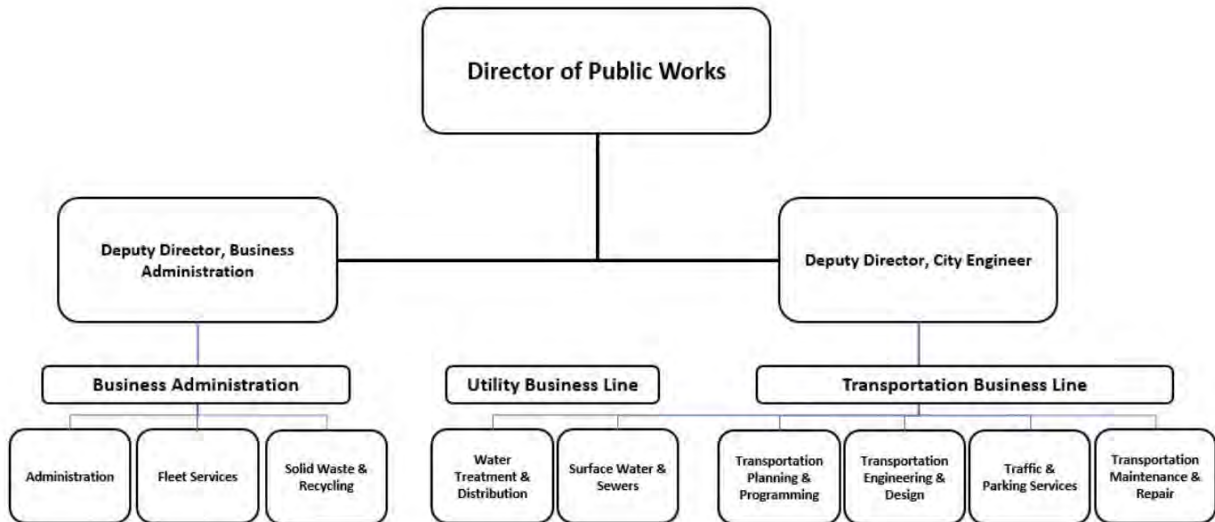 Director of Public Works
Deputy Director, Business
Administration
Deputy Director, City Engineer
Business Administration
Utility Business Line
Transportation Business Line
Administration
Fleet Services
Solid Waste &
Recycling
Water
Treatment &
Distribution
Surface Water &
Sewers
Transportation
Planning &
Programming
Transportation
Engineering &
Design
Traffic &
Parking Services
Transportation
Maintenance &
Repair